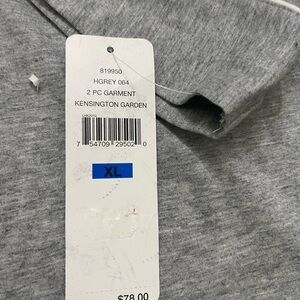 819950
HGREY 064
2 PC GARMENT
KENSINGTON GARDEN
7 54709 29502 0
XL
$78.00